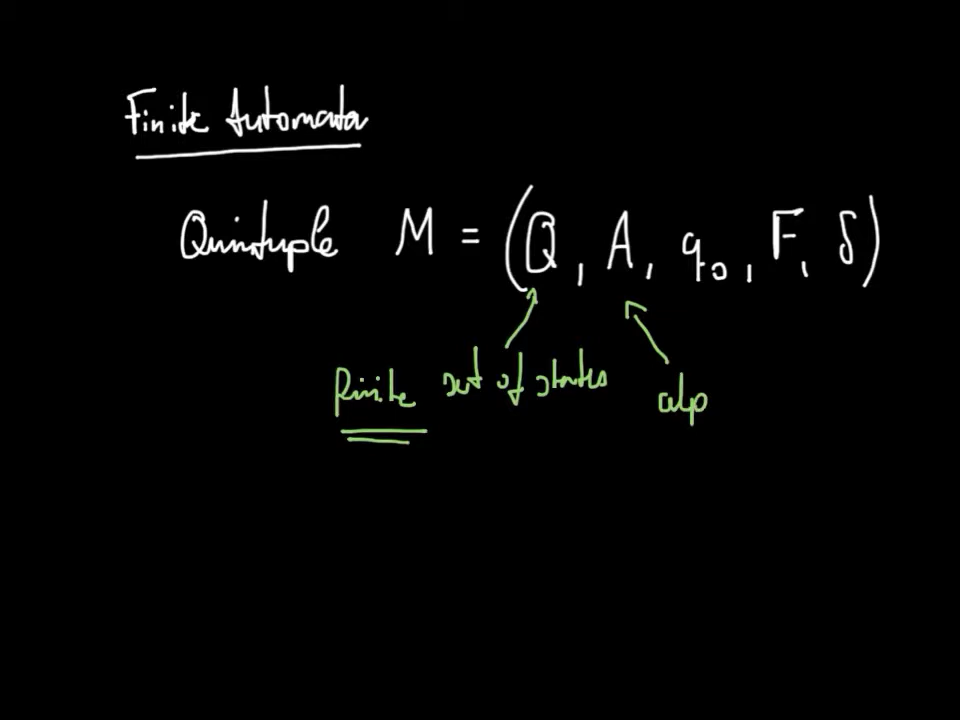 Finite Automata
Quintuple M = (Q, A, q₀, F, δ)
finite set of states alp